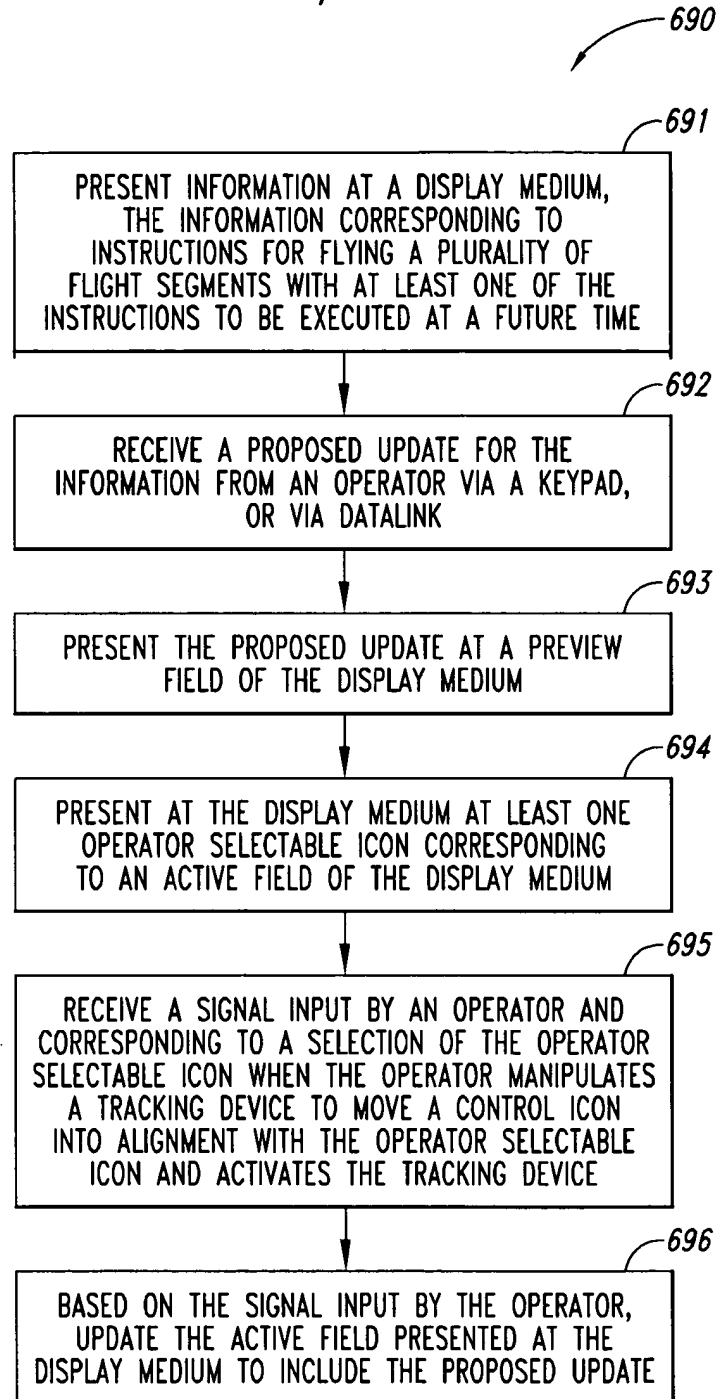 690
691
PRESENT INFORMATION AT A DISPLAY MEDIUM,
THE INFORMATION CORRESPONDING TO
INSTRUCTIONS FOR FLYING A PLURALITY OF
FLIGHT SEGMENTS WITH AT LEAST ONE OF THE
INSTRUCTIONS TO BE EXECUTED AT A FUTURE TIME
692
RECEIVE A PROPOSED UPDATE FOR THE
INFORMATION FROM AN OPERATOR VIA A KEYPAD,
OR VIA DATALINK
693
PRESENT THE PROPOSED UPDATE AT A PREVIEW
FIELD OF THE DISPLAY MEDIUM
694
PRESENT AT THE DISPLAY MEDIUM AT LEAST ONE
OPERATOR SELECTABLE ICON CORRESPONDING
TO AN ACTIVE FIELD OF THE DISPLAY MEDIUM
695
RECEIVE A SIGNAL INPUT BY AN OPERATOR AND
CORRESPONDING TO A SELECTION OF THE OPERATOR
SELECTABLE ICON WHEN THE OPERATOR MANIPULATES
A TRACKING DEVICE TO MOVE A CONTROL ICON
INTO ALIGNMENT WITH THE OPERATOR SELECTABLE
ICON AND ACTIVATES THE TRACKING DEVICE
696
BASED ON THE SIGNAL INPUT BY THE OPERATOR,
UPDATE THE ACTIVE FIELD PRESENTED AT THE
DISPLAY MEDIUM TO INCLUDE THE PROPOSED UPDATE